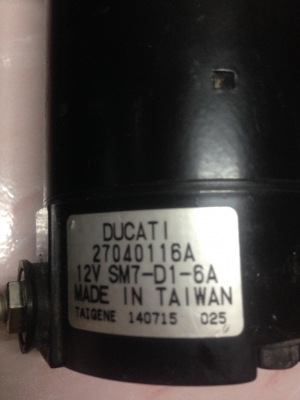 DUCATI
27040116A
12V SM7-D1-6A
MADE IN TAIWAN
TAIGENE 140715 025